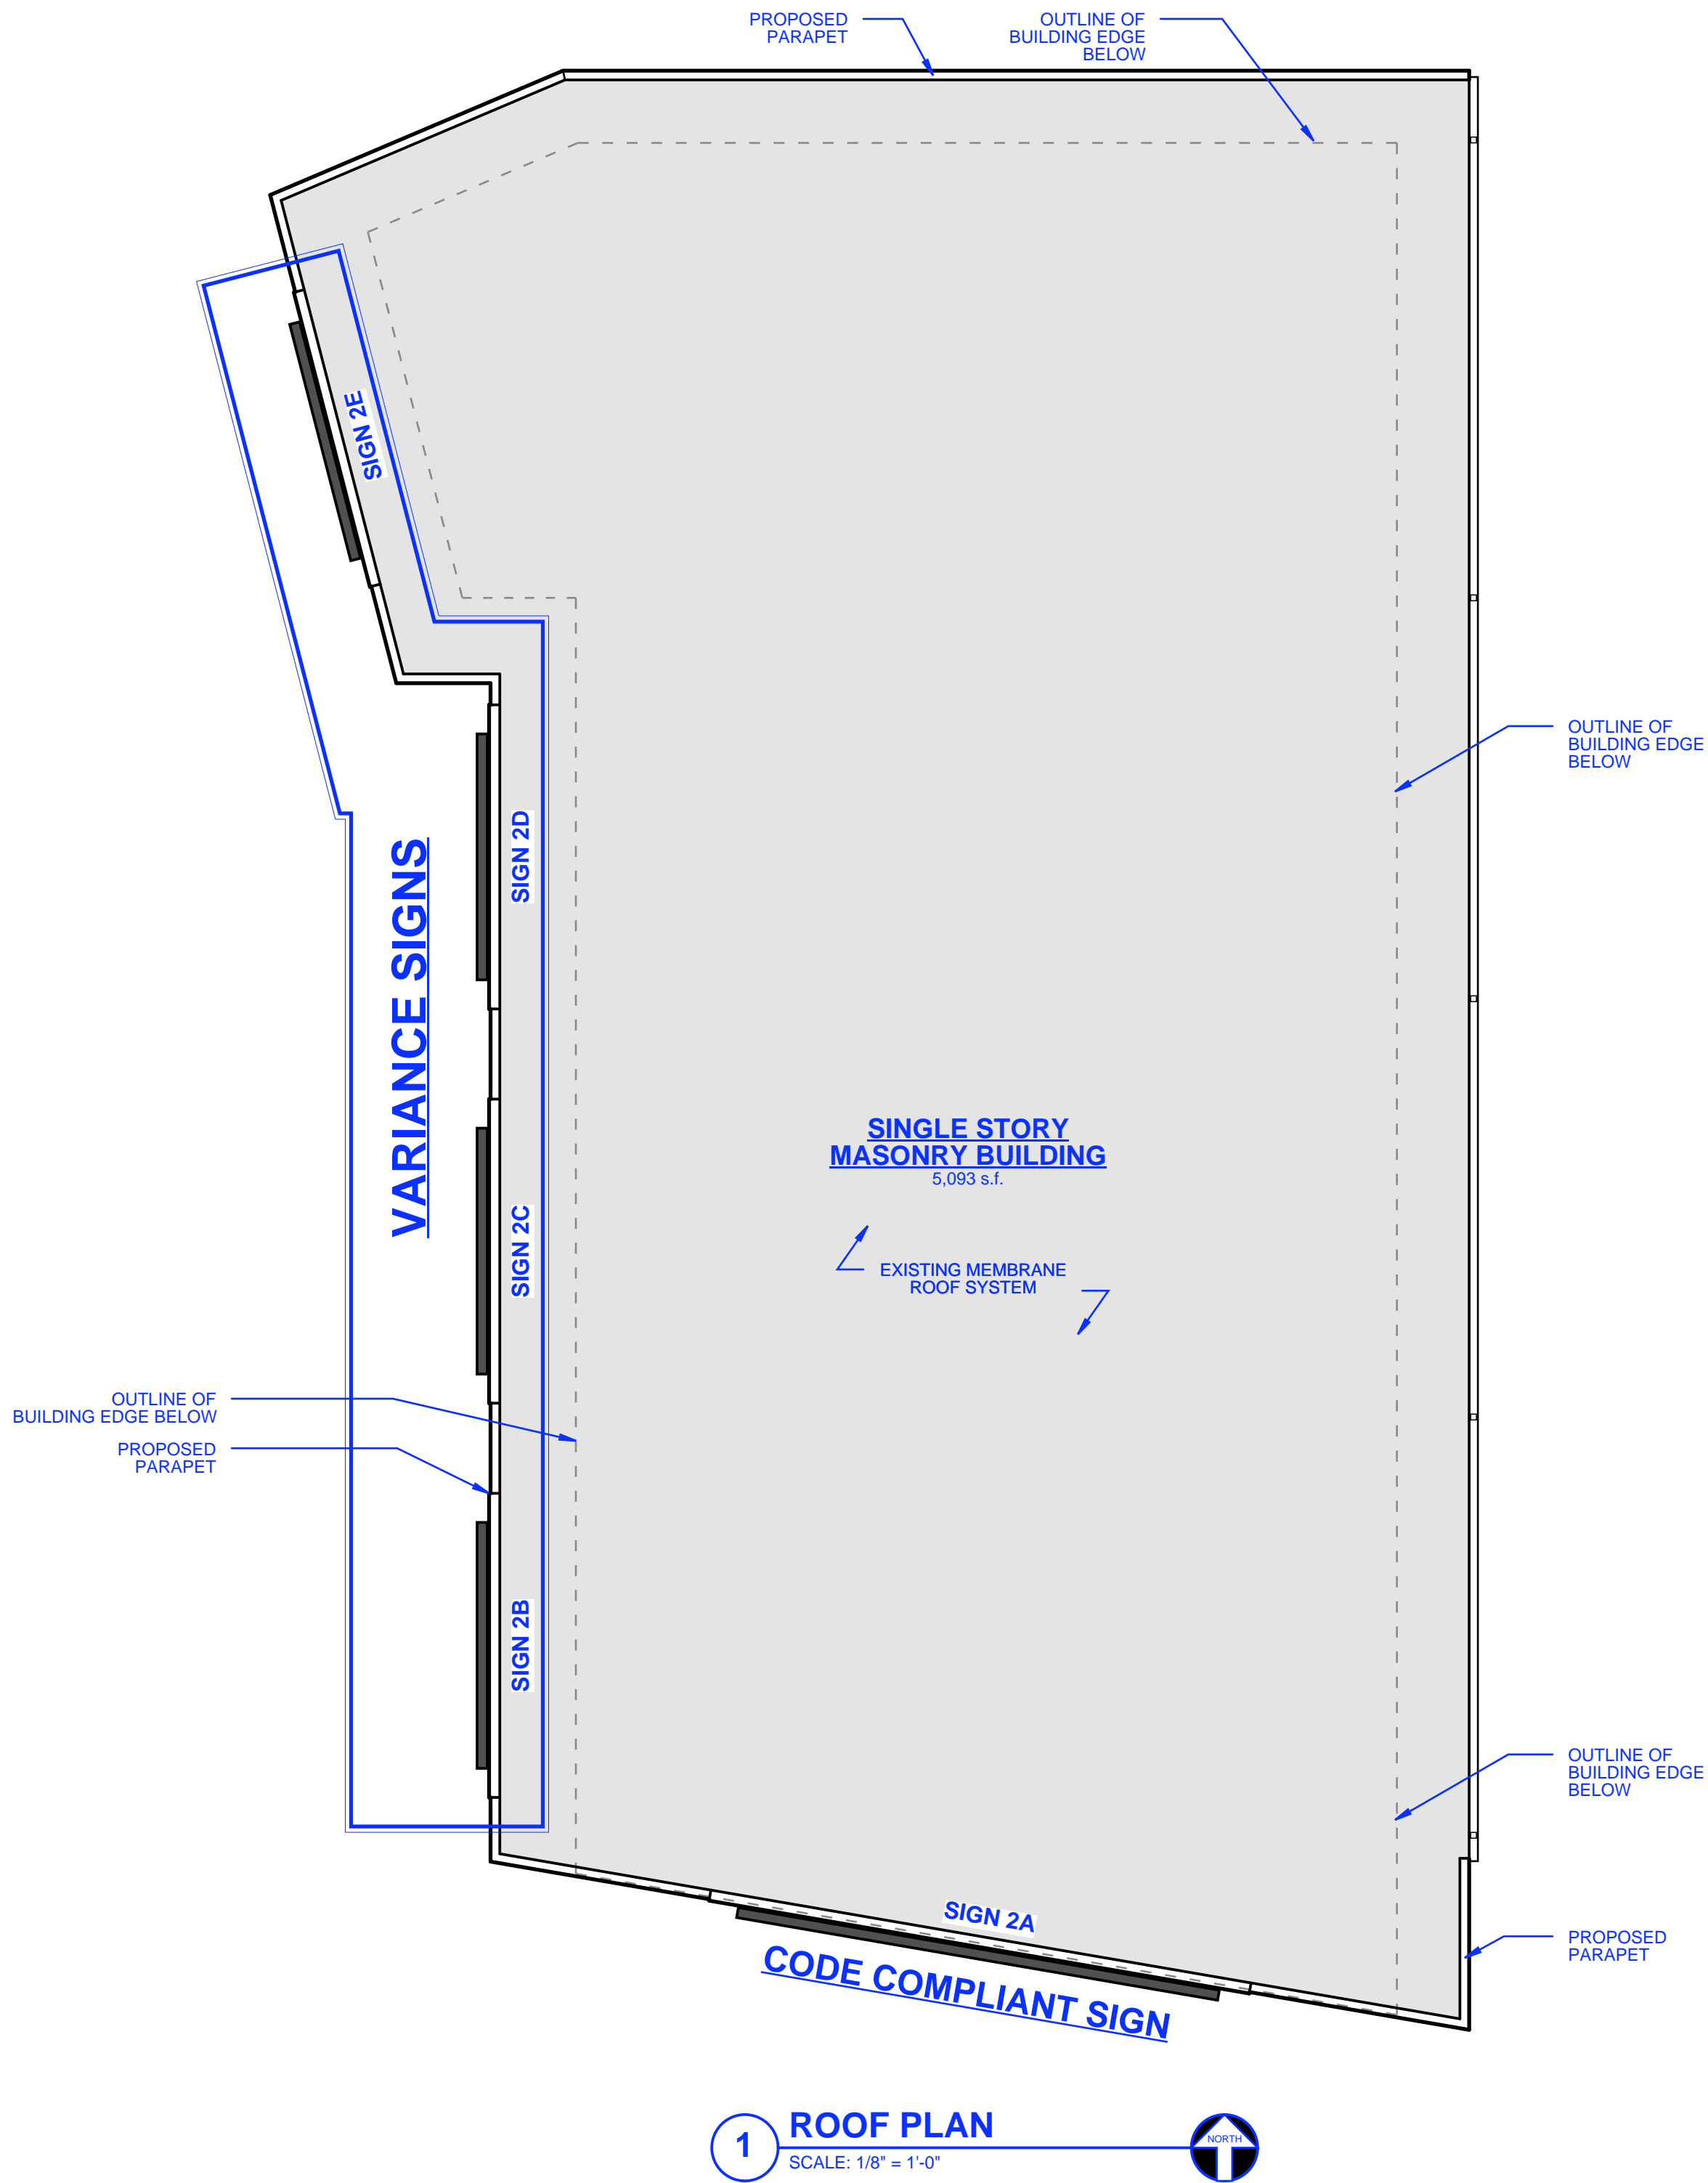 PROPOSED
PARAPET
OUTLINE OF
BUILDING EDGE
BELOW
SIGN 2E
OUTLINE OF
BUILDING EDGE
BELOW
SIGN 2D
VARIANCE SIGNS
SINGLE STORY
MASONRY BUILDING
5,093 s.f.
SIGN 2C
EXISTING MEMBRANE
ROOF SYSTEM
OUTLINE OF
BUILDING EDGE BELOW
PROPOSED
PARAPET
SIGN 2B
OUTLINE OF
BUILDING EDGE
BELOW
SIGN 2A
CODE COMPLIANT SIGN
PROPOSED
PARAPET
1
ROOF PLAN
SCALE: 1/8" = 1'-0"
NORTH